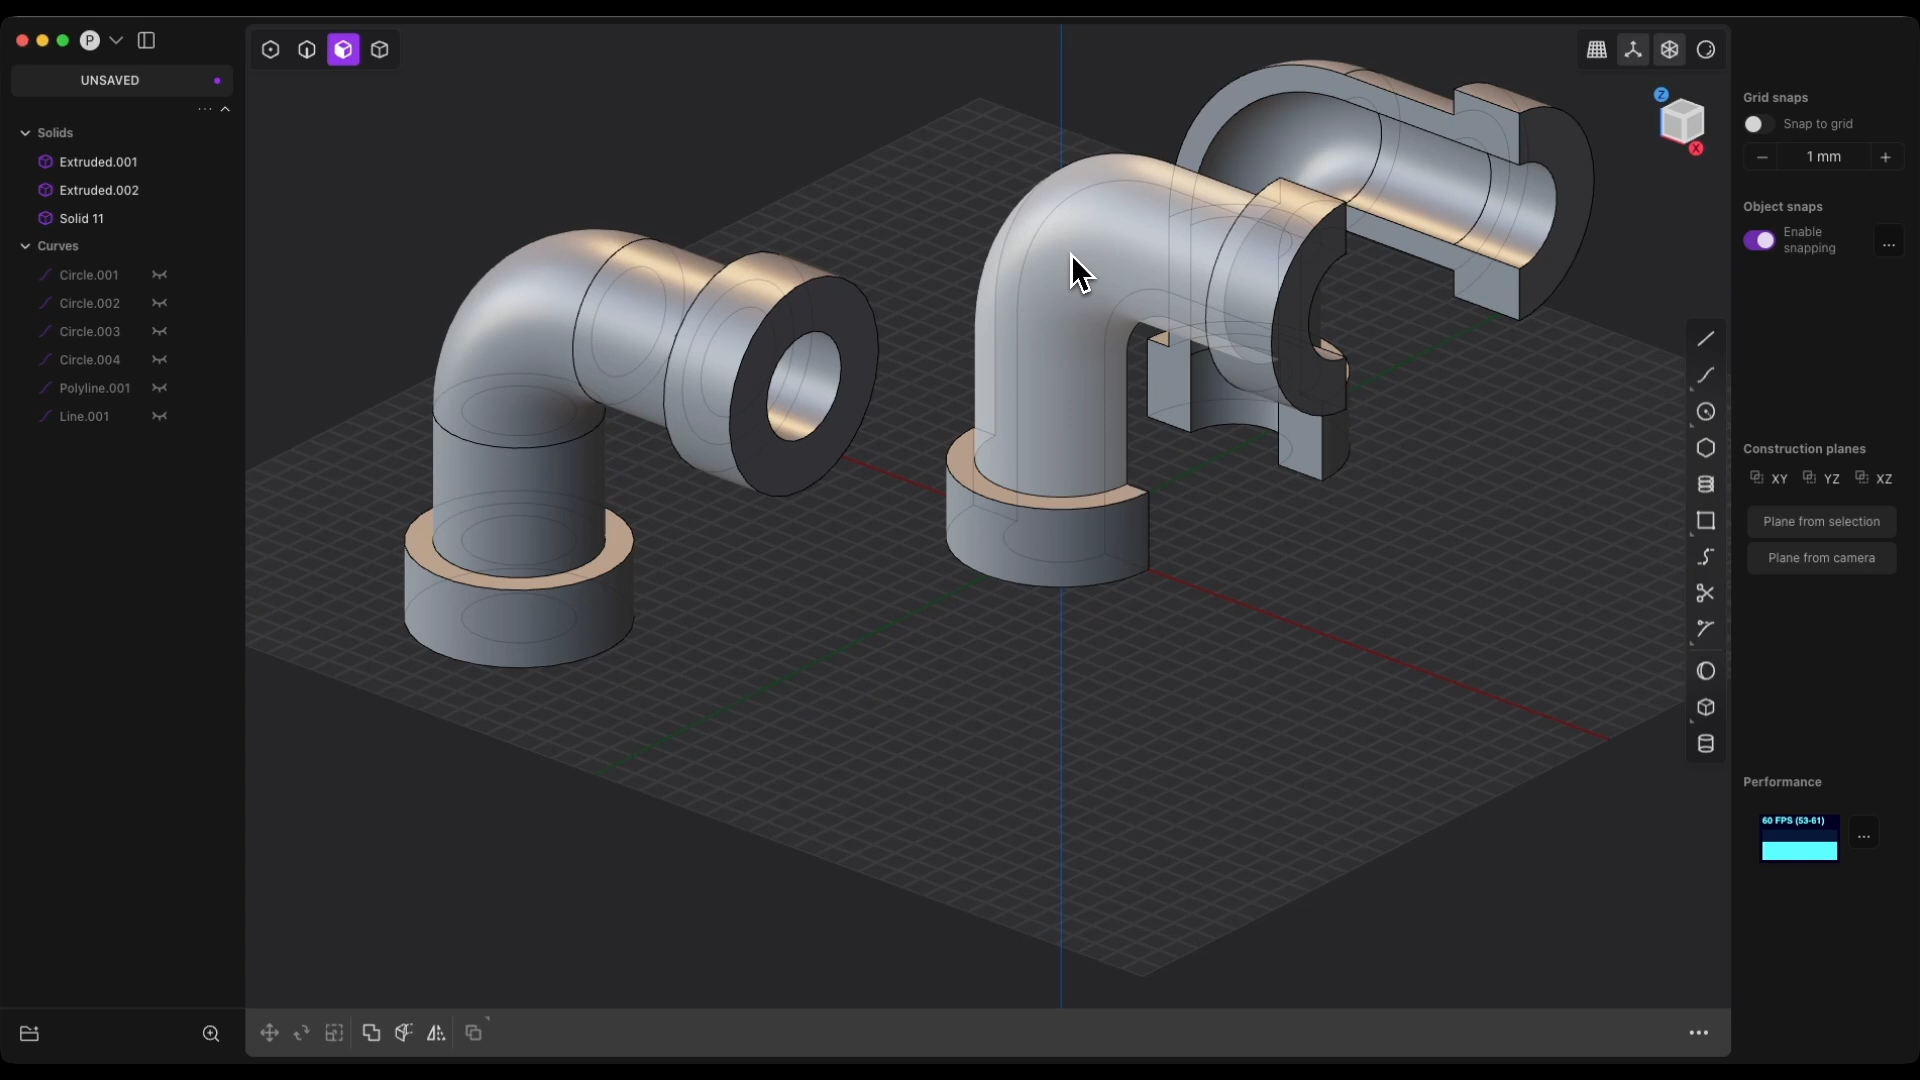 P
UNSAVED
...
Solids
Extruded.001
Extruded.002
Solid 11
Curves
Circle.001
Circle.002
Circle.003
Circle.004
Polyline.001
Line.001
Z
X
Grid snaps
Snap to grid
1 mm
Object snaps
Enable
snapping
...
Construction planes
XY
YZ
XZ
Plane from selection
Plane from camera
Performance
60 FPS (53-61)
...